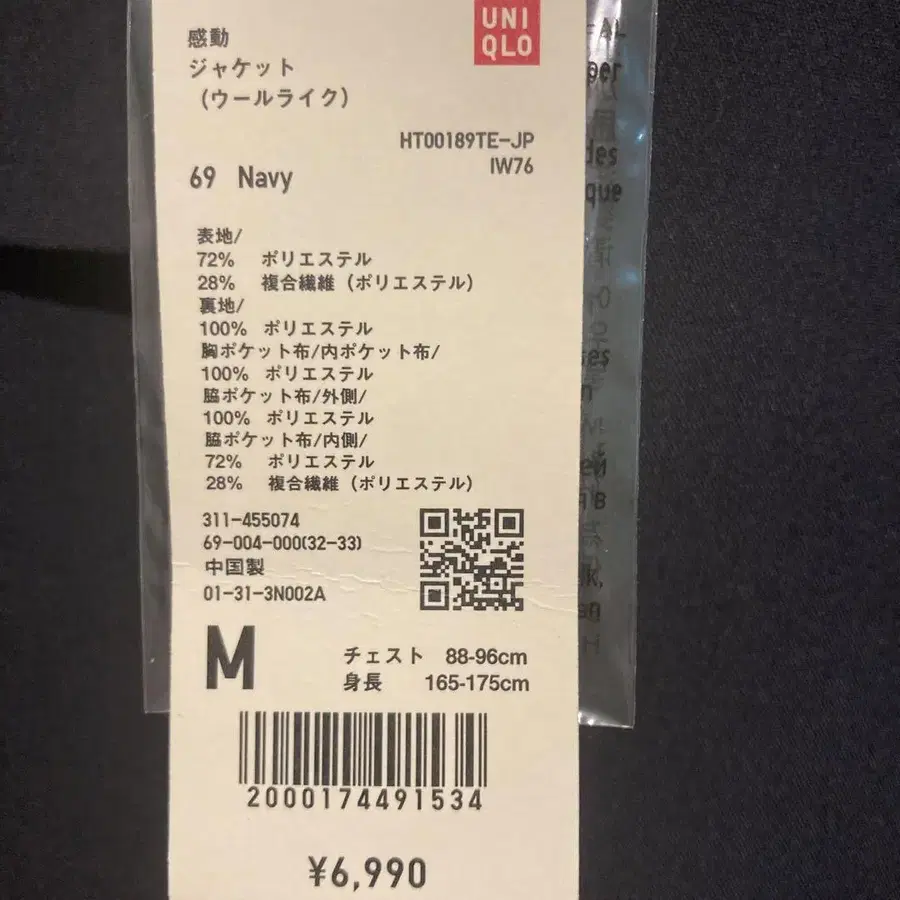 UNI
QLO
感動
ジャケット
(ウールライク)
HT00189TE-JP
IW76
69 Navy
表地/
72% ポリエステル
28% 複合繊維(ポリエステル)
裏地/
100% ポリエステル
胸ポケット布/内ポケット布/
100% ポリエステル
脇ポケット布/外側/
100% ポリエステル
脇ポケット布/内側/
72% ポリエステル
28% 複合繊維(ポリエステル)
311-455074
69-004-000(32-33)
中国製
01-31-3N002A
M
チェスト 88-96cm
身長 165-175cm
2000174491534
¥6,990